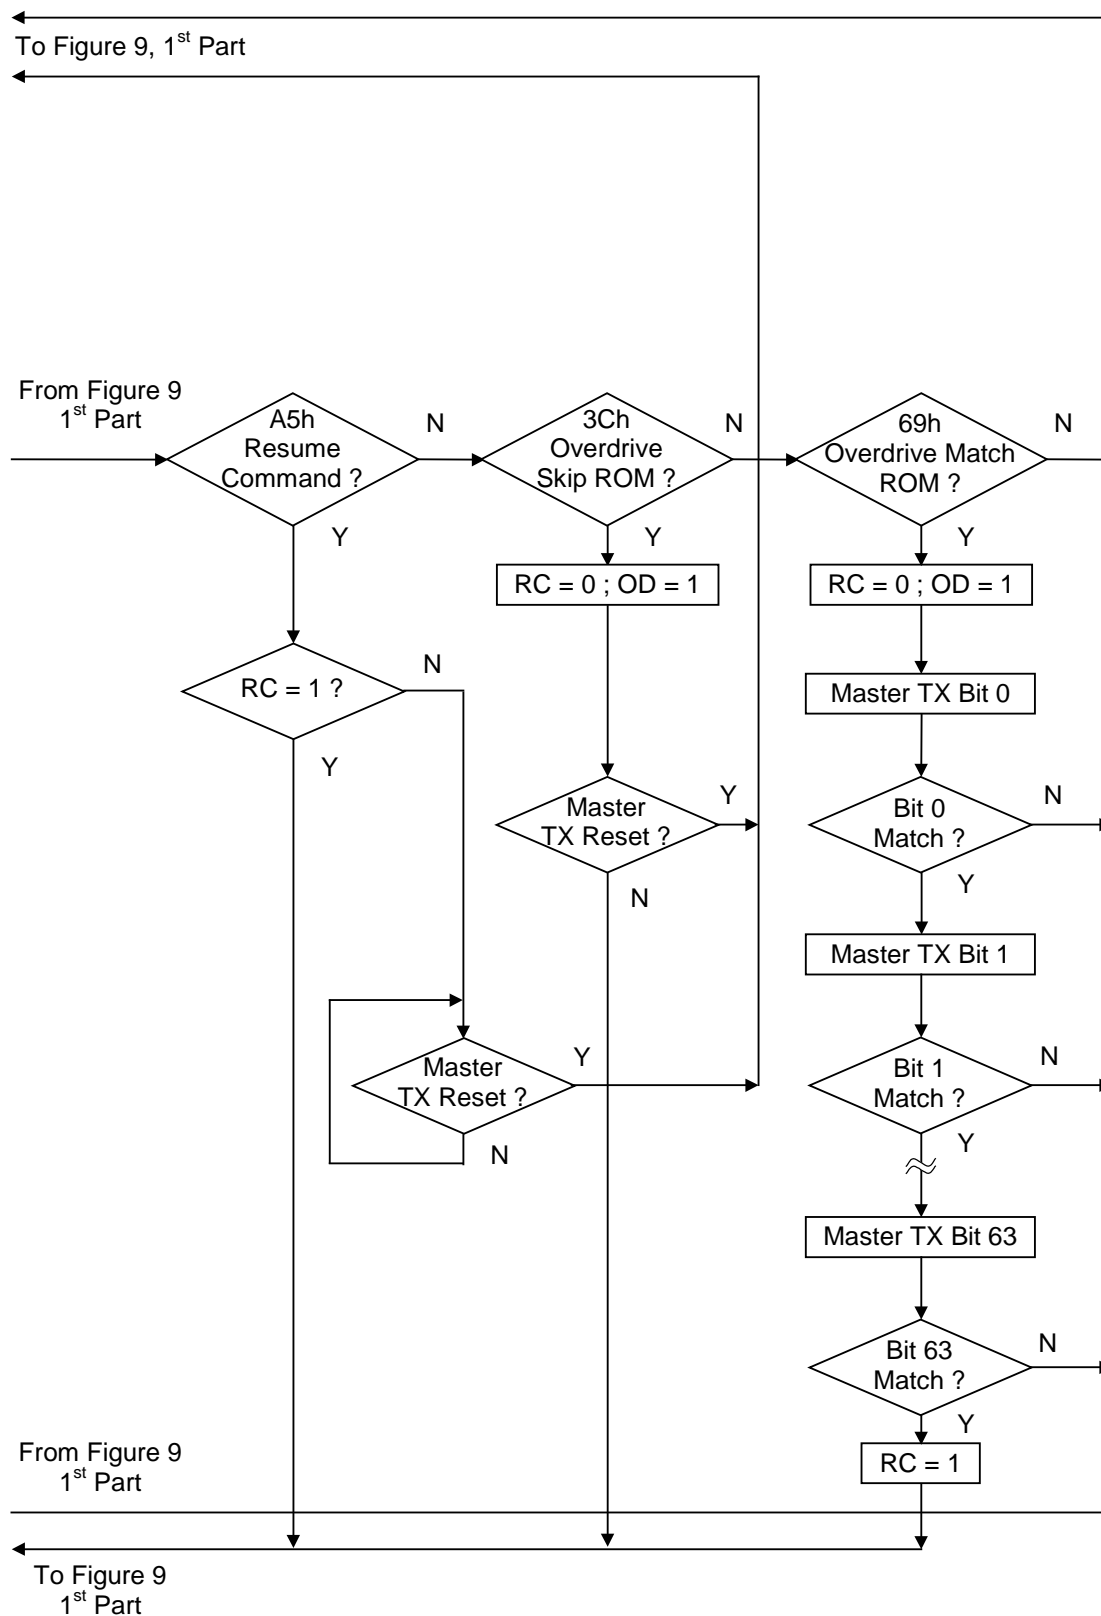 To Figure 9, 1st Part
From Figure 9
1st Part
A5h
Resume
Command ?
N
3Ch
Overdrive
Skip ROM ?
N
69h
Overdrive Match
ROM ?
N
Y
Y
Y
RC = 0 ; OD = 1
RC = 0 ; OD = 1
RC = 1 ?
N
Master TX Bit 0
Y
Master
TX Reset ?
Y
Bit 0
Match ?
N
N
Y
Master TX Bit 1
Master
TX Reset ?
Y
Bit 1
Match ?
N
N
Y
Master TX Bit 63
Bit 63
Match ?
N
Y
From Figure 9
1st Part
RC = 1
To Figure 9
1st Part